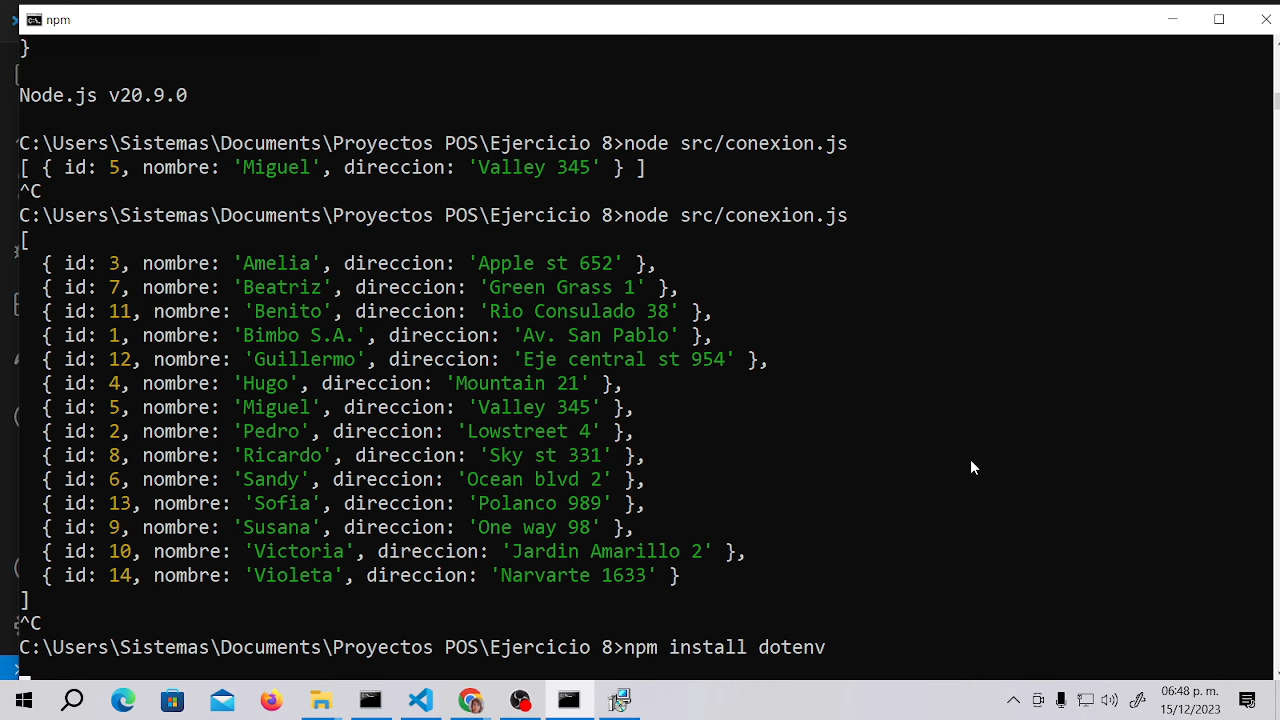 npm
}
Node.js v20.9.0
C:\Users\Sistemas\Documents\Proyectos POS\Ejercicio 8>node src/conexion.js
[ { id: 5, nombre: 'Miguel', direccion: 'Valley 345' } ]
^C
C:\Users\Sistemas\Documents\Proyectos POS\Ejercicio 8>node src/conexion.js
[
  { id: 3, nombre: 'Amelia', direccion: 'Apple st 652' },
  { id: 7, nombre: 'Beatriz', direccion: 'Green Grass 1' },
  { id: 11, nombre: 'Benito', direccion: 'Rio Consulado 38' },
  { id: 1, nombre: 'Bimbo S.A.', direccion: 'Av. San Pablo' },
  { id: 12, nombre: 'Guillermo', direccion: 'Eje central st 954' },
  { id: 4, nombre: 'Hugo', direccion: 'Mountain 21' },
  { id: 5, nombre: 'Miguel', direccion: 'Valley 345' },
  { id: 2, nombre: 'Pedro', direccion: 'Lowstreet 4' },
  { id: 8, nombre: 'Ricardo', direccion: 'Sky st 331' },
  { id: 6, nombre: 'Sandy', direccion: 'Ocean blvd 2' },
  { id: 13, nombre: 'Sofia', direccion: 'Polanco 989' },
  { id: 9, nombre: 'Susana', direccion: 'One way 98' },
  { id: 10, nombre: 'Victoria', direccion: 'Jardin Amarillo 2' },
  { id: 14, nombre: 'Violeta', direccion: 'Narvarte 1633' }
]
^C
C:\Users\Sistemas\Documents\Proyectos POS\Ejercicio 8>npm install dotenv
06:48 p. m.
15/12/2023